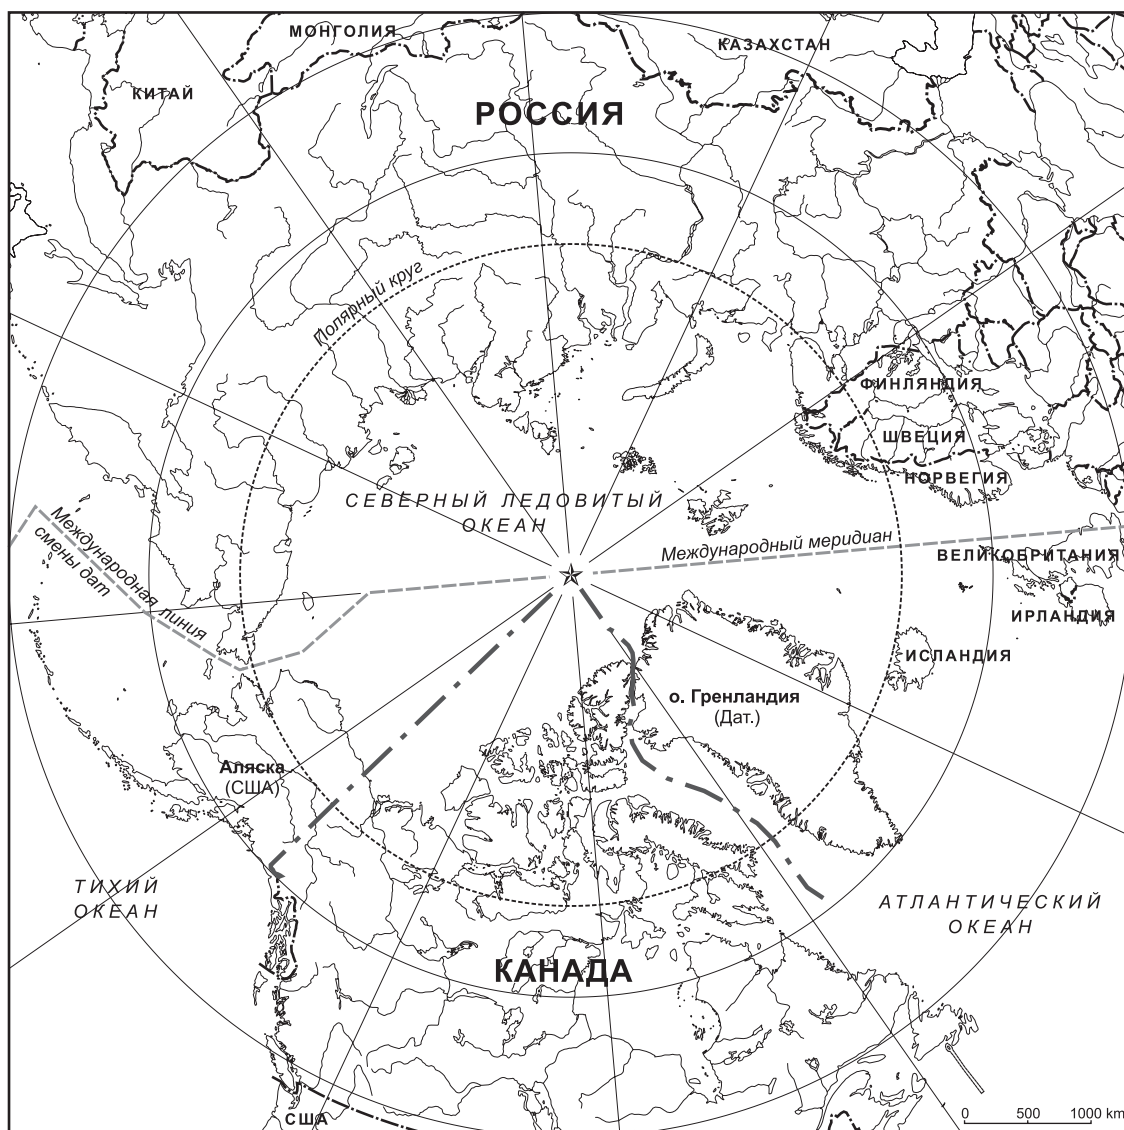 МОНГОЛИЯ
КАЗАХСТАН
КИТАЙ
РОССИЯ
Полярный круг
ФИНЛЯНДИЯ
ШВЕЦИЯ
НОРВЕГИЯ
СЕВЕРНЫЙ ЛЕДОВИТЫЙ
ОКЕАН
Международная линия
смены дат
Международный меридиан
ВЕЛИКОБРИТАНИЯ
ИРЛАНДИЯ
ИСЛАНДИЯ
о. Гренландия
(Дат.)
Аляска
(США)
ТИХИЙ
ОКЕАН
АТЛАНТИЧЕСКИЙ
ОКЕАН
КАНАДА
США
0 500 1000 km